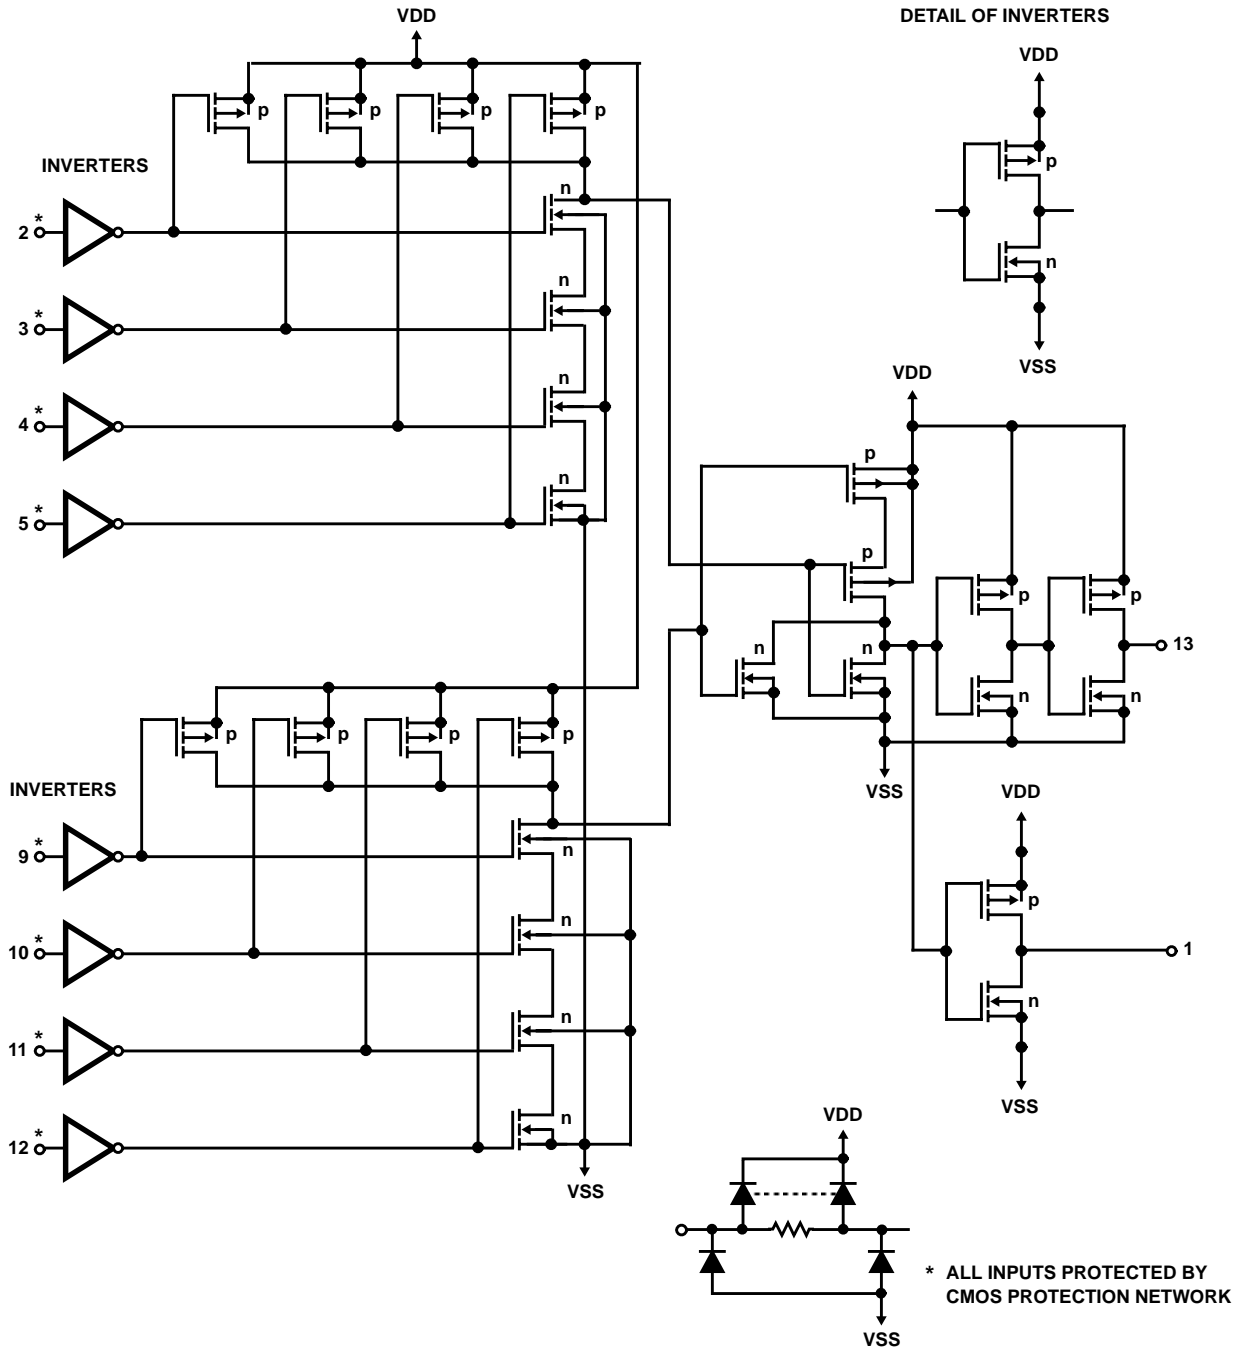 VDD
DETAIL OF INVERTERS
VDD
p
p
p
p
p
INVERTERS
n
2
*
n
n
3
*
VSS
n
4
*
VDD
p
n
5
*
p
p
p
n
n
13
n
n
p
p
p
p
VSS
INVERTERS
VDD
9
*
n
p
n
10
*
1
n
n
11
*
VSS
n
12
*
VDD
VSS
* ALL INPUTS PROTECTED BY
CMOS PROTECTION NETWORK
VSS